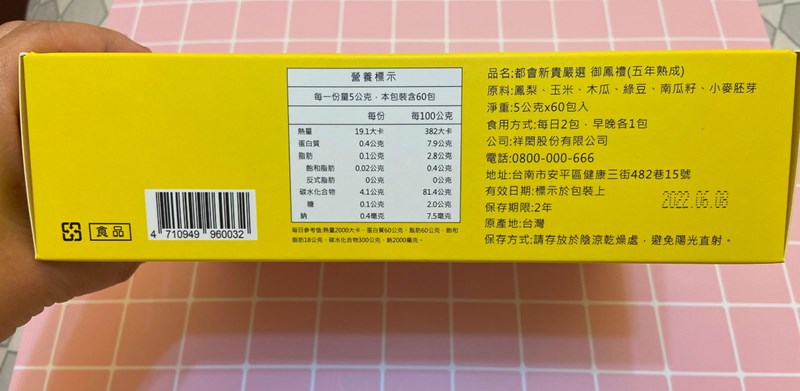 營養標示
每一份量5公克,本包裝含60包
每份 每100公克
熱量 19.1大卡 382大卡
蛋白質 0.4公克 7.9公克
脂肪 0.1公克 2.8公克
飽和脂肪 0.02公克 0.4公克
反式脂肪 0公克 0公克
碳水化合物 4.1公克 81.4公克
糖 0.1公克 2.0公克
鈉 0.4毫克 7.5毫克
每日參考值:熱量2000大卡、蛋白質60公克、脂肪60公克、飽和
脂肪18公克、碳水化合物300公克、鈉2000毫克。
食品
4 710949 960032
品名:都會新貴嚴選 御鳳禮(五年熟成)
原料:鳳梨、玉米、木瓜、綠豆、南瓜籽、小麥胚芽
淨重:5公克x60包入
食用方式:每日2包、早晚各1包
公司:祥閎股份有限公司
電話:0800-000-666
地址:台南市安平區健康三街482巷15號
有效日期:標示於包裝上
2022.06.08
保存期限:2年
原產地:台灣
保存方式:請存放於陰涼乾燥處,避免陽光直射。